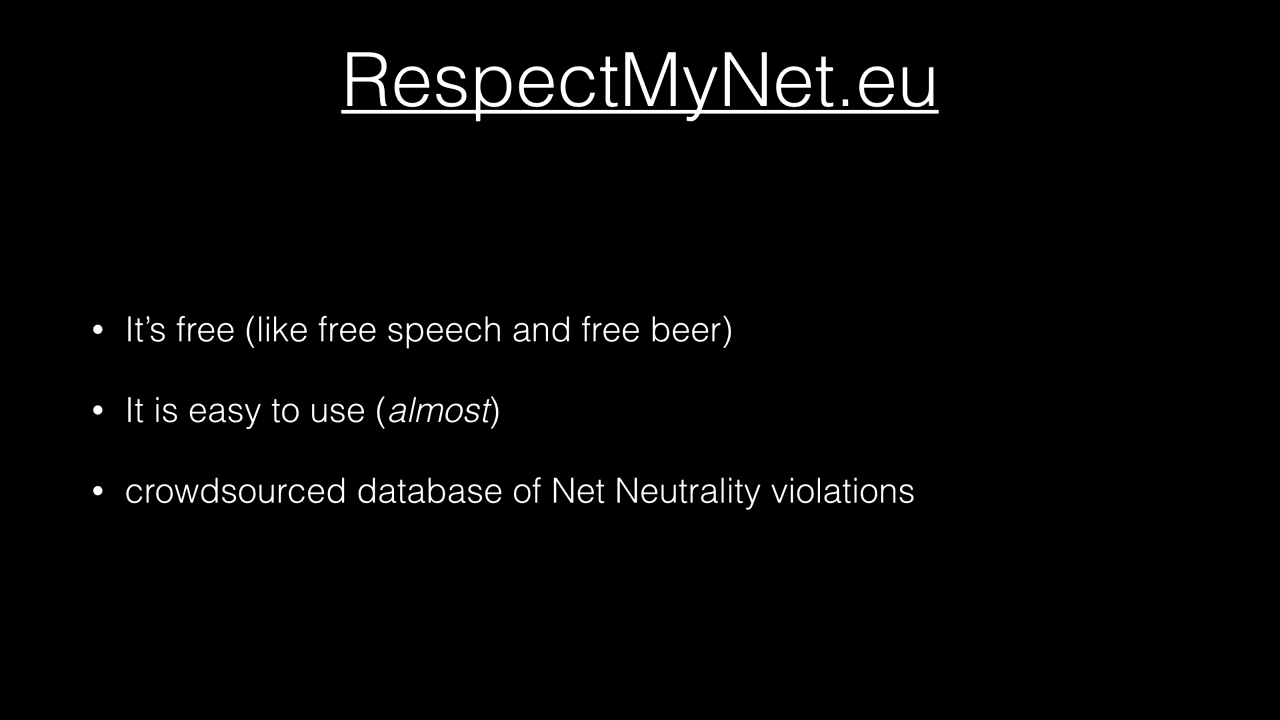 RespectMyNet.eu
• It’s free (like free speech and free beer)
• It is easy to use (almost)
• crowdsourced database of Net Neutrality violations